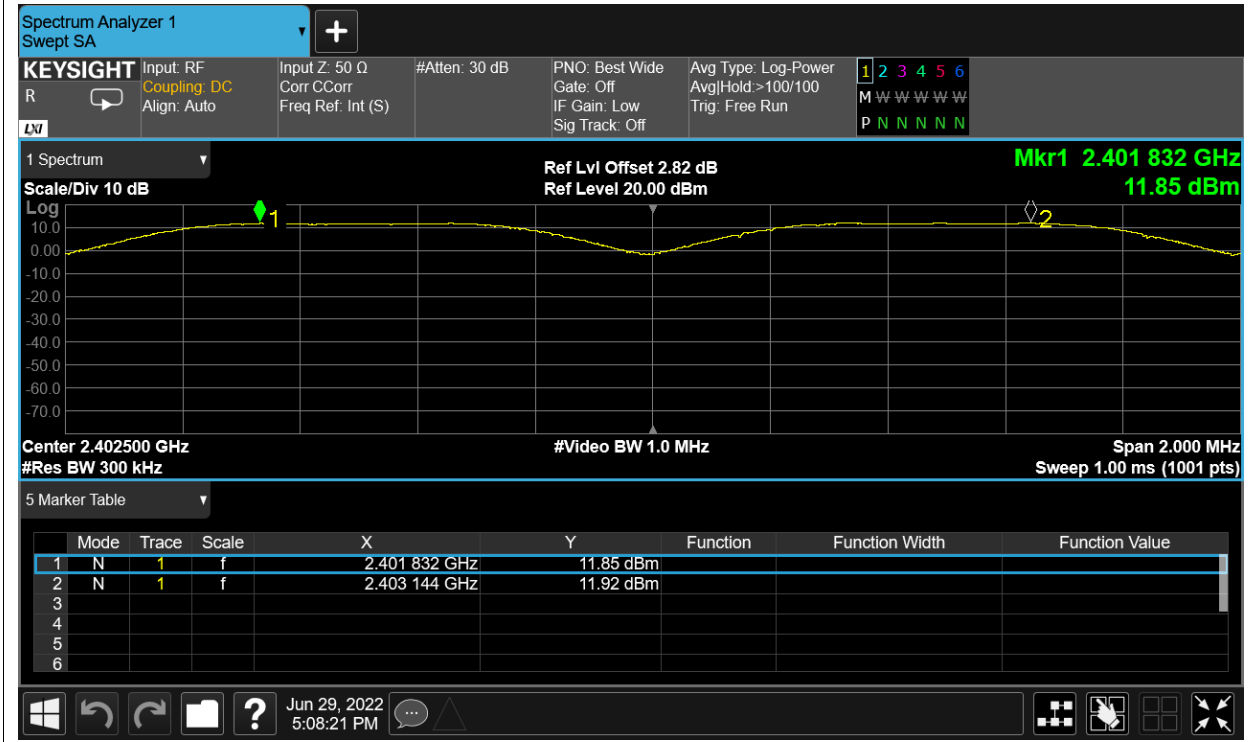 Spectrum Analyzer 1
Swept SA
+
KEYSIGHT Input: RF Input Z: 50 Ω #Atten: 30 dB PNO: Best Wide Avg Type: Log-Power 1 2 3 4 5 6
R Coupling: DC Corr CCorr Gate: Off Avg|Hold:>100/100 M W W W W W
Align: Auto Freq Ref: Int (S) IF Gain: Low Trig: Free Run
LXI Sig Track: Off P N N N N N
1 Spectrum Ref Lvl Offset 2.82 dB Mkr1 2.401 832 GHz
Scale/Div 10 dB Ref Level 20.00 dBm 11.85 dBm
Log
1 2
10.0
0.00
-10.0
-20.0
-30.0
-40.0
-50.0
-60.0
-70.0
Center 2.402500 GHz #Video BW 1.0 MHz Span 2.000 MHz
#Res BW 300 kHz Sweep 1.00 ms (1001 pts)
5 Marker Table
Mode Trace Scale X Y Function Function Width Function Value
1 N 1 f 2.401 832 GHz 11.85 dBm
2 N 1 f 2.403 144 GHz 11.92 dBm
3
4
5
6
? Jun 29, 2022
5:08:21 PM